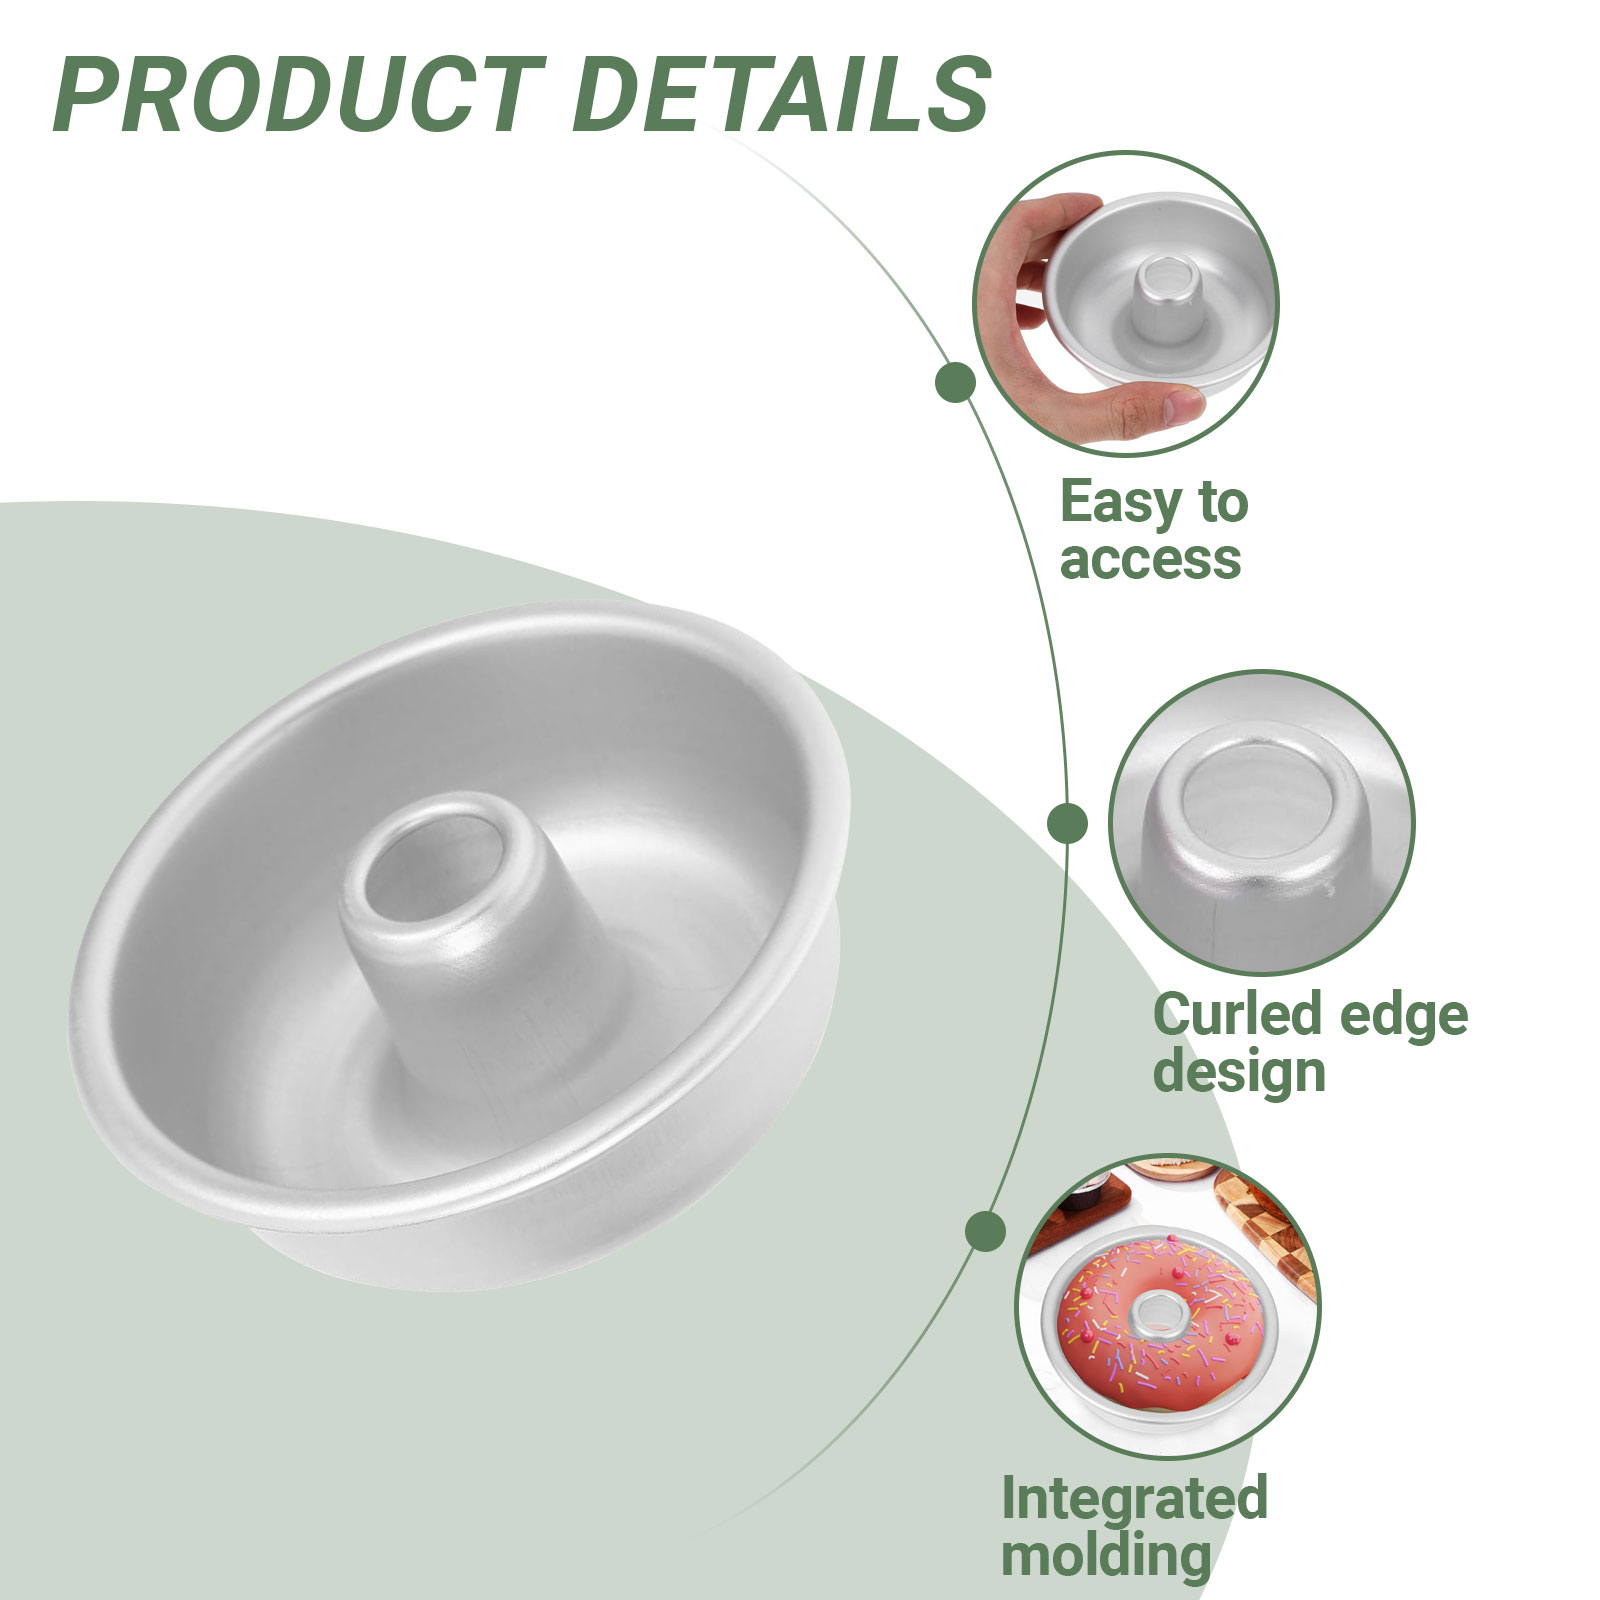 PRODUCT DETAILS
Easy to
access
Curled edge
design
Integrated
molding